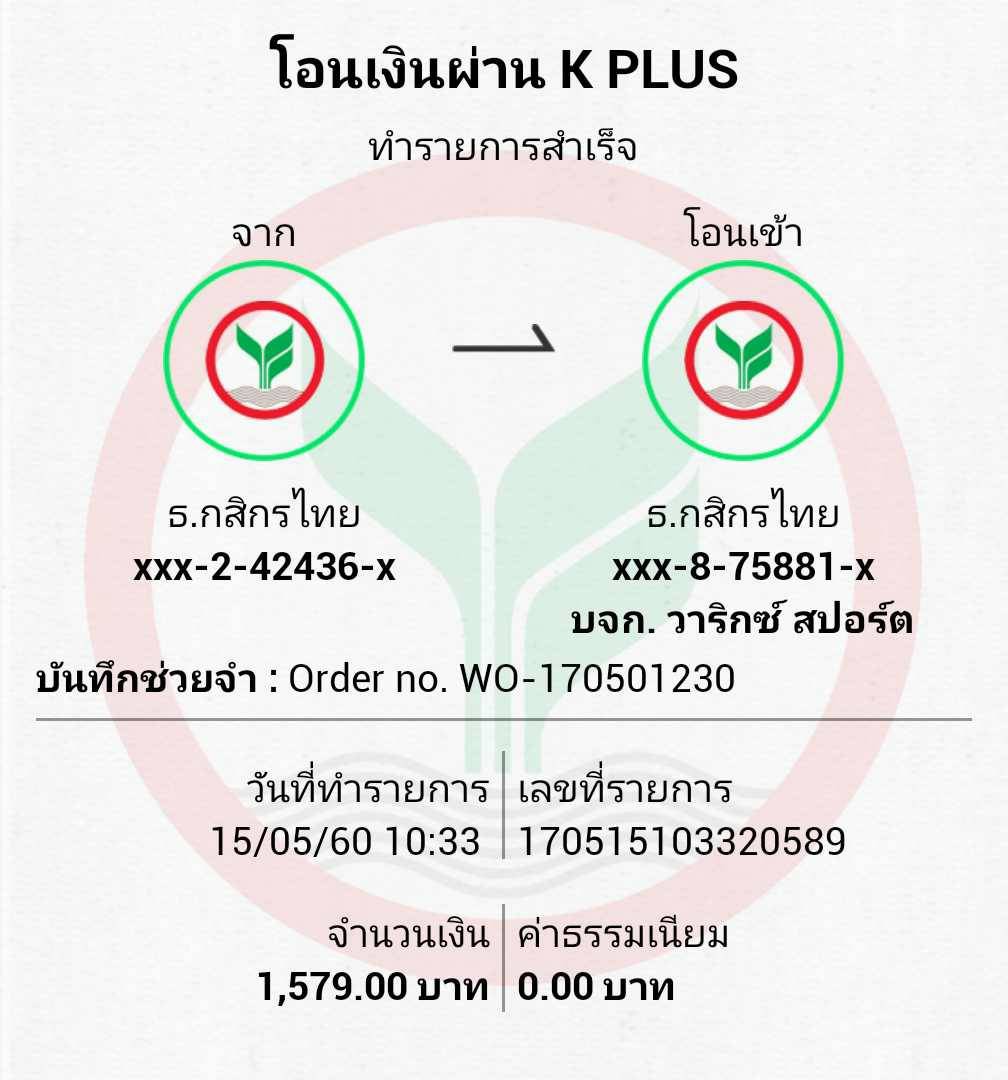 โอนเงินผ่าน K PLUS
ทำรายการสำเร็จ
จาก
โอนเข้า
ธ.กสิกรไทย
xxx-2-42436-x
ธ.กสิกรไทย
xxx-8-75881-x
บจก. วาริกซ์ สปอร์ต
บันทึกช่วยจำ : Order no. WO-170501230
วันที่ทำรายการ
15/05/60 10:33
เลขที่รายการ
170515103320589
จำนวนเงิน
1,579.00 บาท
ค่าธรรมเนียม
0.00 บาท